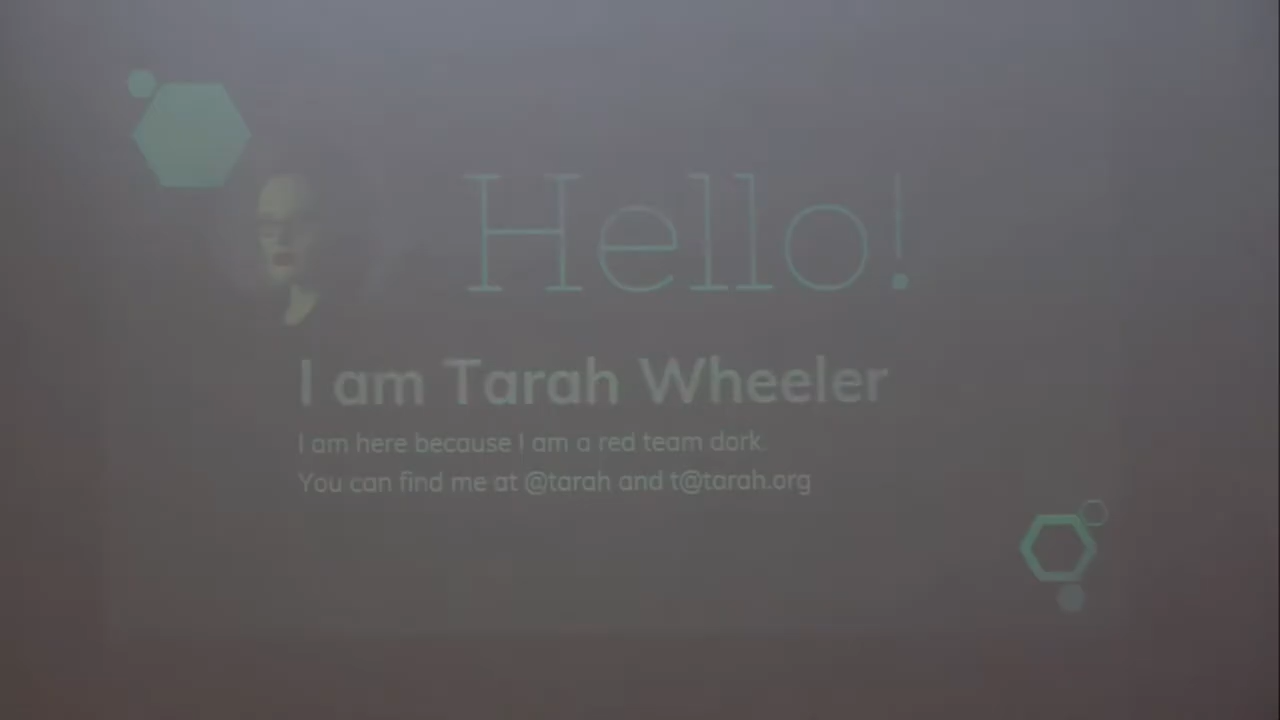 Hello!
I am Tarah Wheeler
I am here because I am a red team dork.
You can find me at @tarah and t@tarah.org